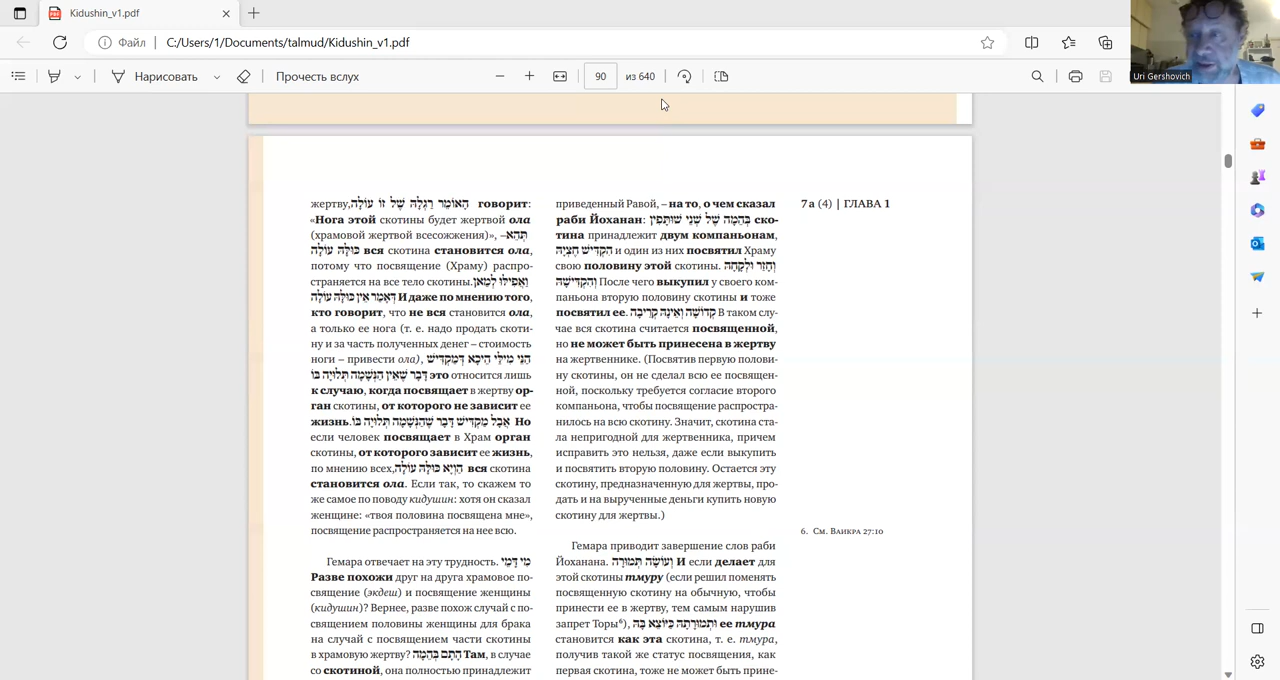 Kidushin_v1.pdf
Файл
C:/Users/1/Documents/talmud/Kidushin_v1.pdf
Нарисовать
Прочесть вслух
90
из 640
Uri Gershovich
жертву, הָאוֹמֵר רַגְלָהּ שֶׁל זוֹ עוֹלָה говорит:
«Нога этой скотины будет жертвой ола
(храмовой жертвой всесожжения)», – תְּהֵא
כּוּלָּהּ עוֹלָה вся скотина становится ола,
потому что посвящение (Храму) распро-
страняется на все тело скотины. וַאֲפִילּוּ לְמַאן
דְּאָמַר אֵין כּוּלָּהּ עוֹלָה И даже по мнению того,
кто говорит, что не вся становится ола,
а только ее нога (т. е. надо продать скоти-
ну и за часть полученных денег – стоимость
ноги – привести ола), הָנֵי מִילֵּי הֵיכָא דְּמַקְדִּישׁ
דָּבָר שֶׁאֵין הַנְּשָׁמָה תְּלוּיָה בּוֹ это относится лишь
к случаю, когда посвящает в жертву ор-
ган скотины, от которого не зависит ее
жизнь. אֲבָל מַקְדִּישׁ דָּבָר שֶׁהַנְּשָׁמָה תְּלוּיָה בּוֹ Но
если человек посвящает в Храм орган
скотины, от которого зависит ее жизнь,
по мнению всех, הָוְיָא כּוּלָּהּ עוֹלָה вся скотина
становится ола. Если так, то скажем то
же самое по поводу кидушин: хотя он сказал
женщине: «твоя половина посвящена мне»,
посвящение распространяется на нее всю.
Гемара отвечает на эту трудность. מִי דָּמֵי
Разве похожи друг на друга храмовое по-
священие (экдеш) и посвящение женщины
(кидушин)? Вернее, разве похож случай с по-
священием половины женщины для брака
на случай с посвящением части скотины
в храмовую жертву? הָתָם בְּהֵמָה Там, в случае
со скотиной, она полностью принадлежит
приведенный Равой, – на то, о чем сказал
раби Йоханан: בְּהֵמָה שֶׁל שְׁנֵי שׁוּתָּפִין ско-
тина принадлежит двум компаньонам,
הִקְדִּישׁ חֶצְיָהּ и один из них посвятил Храму
свою половину этой скотины. וְחָזַר וּלְקָחָהּ
וְהִקְדִּישָׁהּ После чего выкупил у своего ком-
паньона вторую половину скотины и тоже
посвятил ее. קְדוֹשָׁה וְאֵינָהּ קְרֵיבָה В таком слу-
чае вся скотина считается посвященной,
но не может быть принесена в жертву
на жертвеннике. (Посвятив первую полови-
ну скотины, он не сделал всю ее посвящен-
ной, поскольку требуется согласие второго
компаньона, чтобы посвящение распростра-
нилось на всю скотину. Значит, скотина ста-
ла непригодной для жертвенника, причем
исправить это нельзя, даже если выкупить
и посвятить вторую половину. Остается эту
скотину, предназначенную для жертвы, про-
дать и на вырученные деньги купить новую
скотину для жертвы.)
Гемара приводит завершение слов раби
Йоханана. וְעוֹשָׂה תְּמוּרָה И если делает для
этой скотины тмуру (если решил поменять
посвященную скотину на обычную, чтобы
принести ее в жертву, тем самым нарушив
запрет Торы⁶), וּתְמוּרָתָהּ כַּיּוֹצֵא בָּהּ ее тмура
становится как эта скотина, т. е. тмура,
получив такой же статус посвящения, как
первая скотина, тоже не может быть прине-
7а (4) | ГЛАВА 1
6. См. Ваикра 27:10